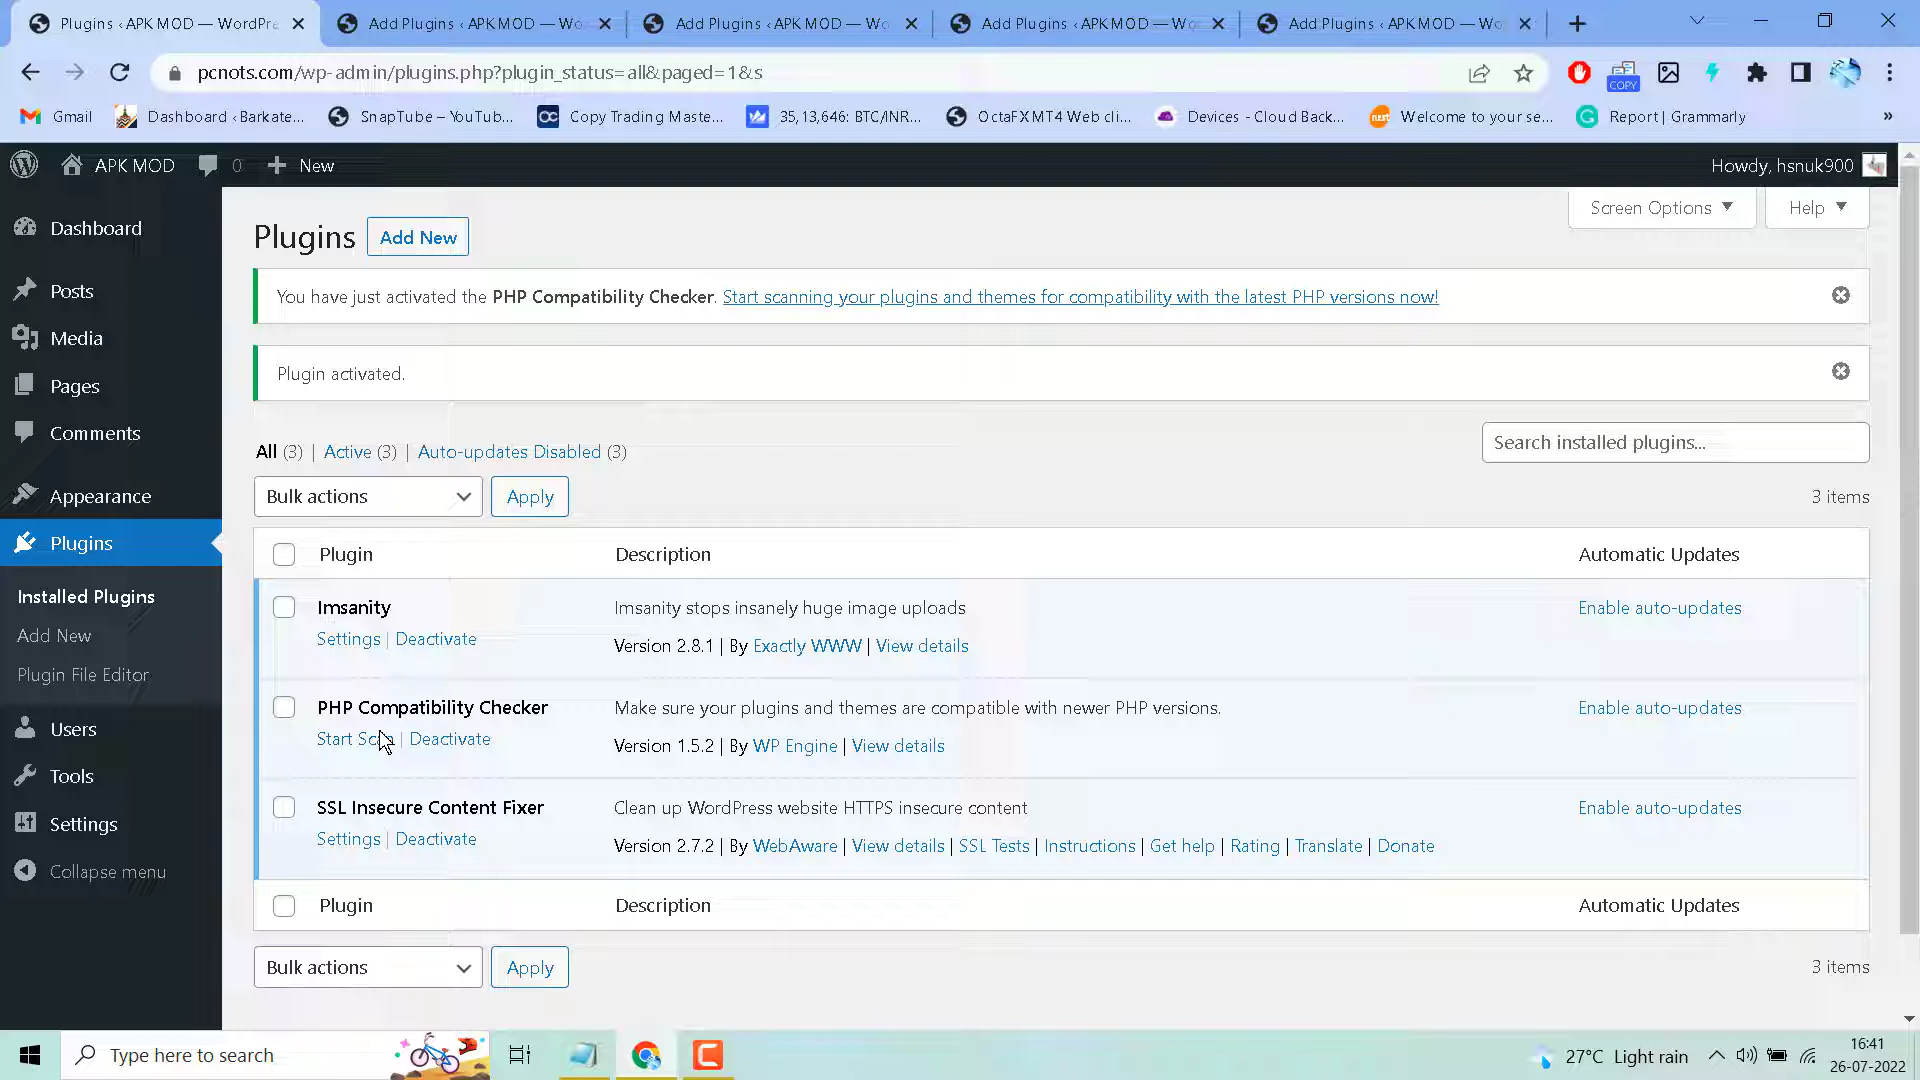 Plugins ‹ APK MOD — WordPre
Add Plugins ‹ APK MOD — Wo
Add Plugins ‹ APK MOD — Wo
Add Plugins ‹ APK MOD — Wo
Add Plugins ‹ APK MOD — Wo
pcnots.com/wp-admin/plugins.php?plugin_status=all&paged=1&s
COPY
Gmail
Dashboard ‹ Barkate...
SnapTube – YouTub...
Copy Trading Maste...
35,13,646: BTC/INR...
OctaFX MT4 Web cli...
Devices - Cloud Back...
Welcome to your se...
Report | Grammarly
»
APK MOD
0
New
Howdy, hsnuk900
Screen Options
Help
Dashboard
Posts
Media
Pages
Comments
Appearance
Plugins
Installed Plugins
Add New
Plugin File Editor
Users
Tools
Settings
Collapse menu
Plugins
Add New
You have just activated the PHP Compatibility Checker. Start scanning your plugins and themes for compatibility with the latest PHP versions now!
Plugin activated.
All (3) | Active (3) | Auto-updates Disabled (3)
Search installed plugins...
Bulk actions
Apply
3 items
Plugin
Description
Automatic Updates
Imsanity
Imsanity stops insanely huge image uploads
Enable auto-updates
Settings | Deactivate
Version 2.8.1 | By Exactly WWW | View details
PHP Compatibility Checker
Make sure your plugins and themes are compatible with newer PHP versions.
Enable auto-updates
Start Scan | Deactivate
Version 1.5.2 | By WP Engine | View details
SSL Insecure Content Fixer
Clean up WordPress website HTTPS insecure content
Enable auto-updates
Settings | Deactivate
Version 2.7.2 | By WebAware | View details | SSL Tests | Instructions | Get help | Rating | Translate | Donate
Plugin
Description
Automatic Updates
Bulk actions
Apply
3 items
Type here to search
27°C Light rain
16:41
26-07-2022